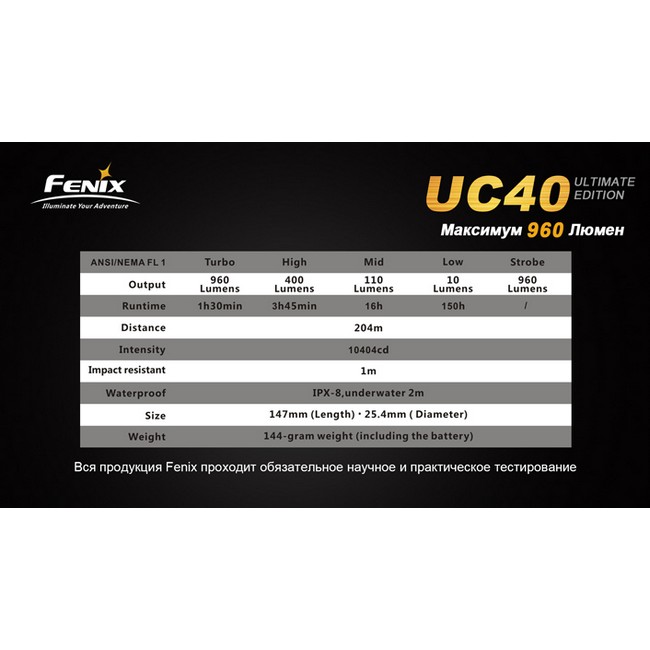 FENIX
Illuminate Your Adventure
UC40 ULTIMATE EDITION
Максимум 960 Люмен
ANSI/NEMA FL 1 Turbo High Mid Low Strobe
Output 960 Lumens 400 Lumens 110 Lumens 10 Lumens 960 Lumens
Runtime 1h30min 3h45min 16h 150h /
Distance 204m
Intensity 10404cd
Impact resistant 1m
Waterproof IPX-8,underwater 2m
Size 147mm (Length)・25.4mm ( Diameter)
Weight 144-gram weight (including the battery)
Вся продукция Fenix проходит обязательное научное и практическое тестирование